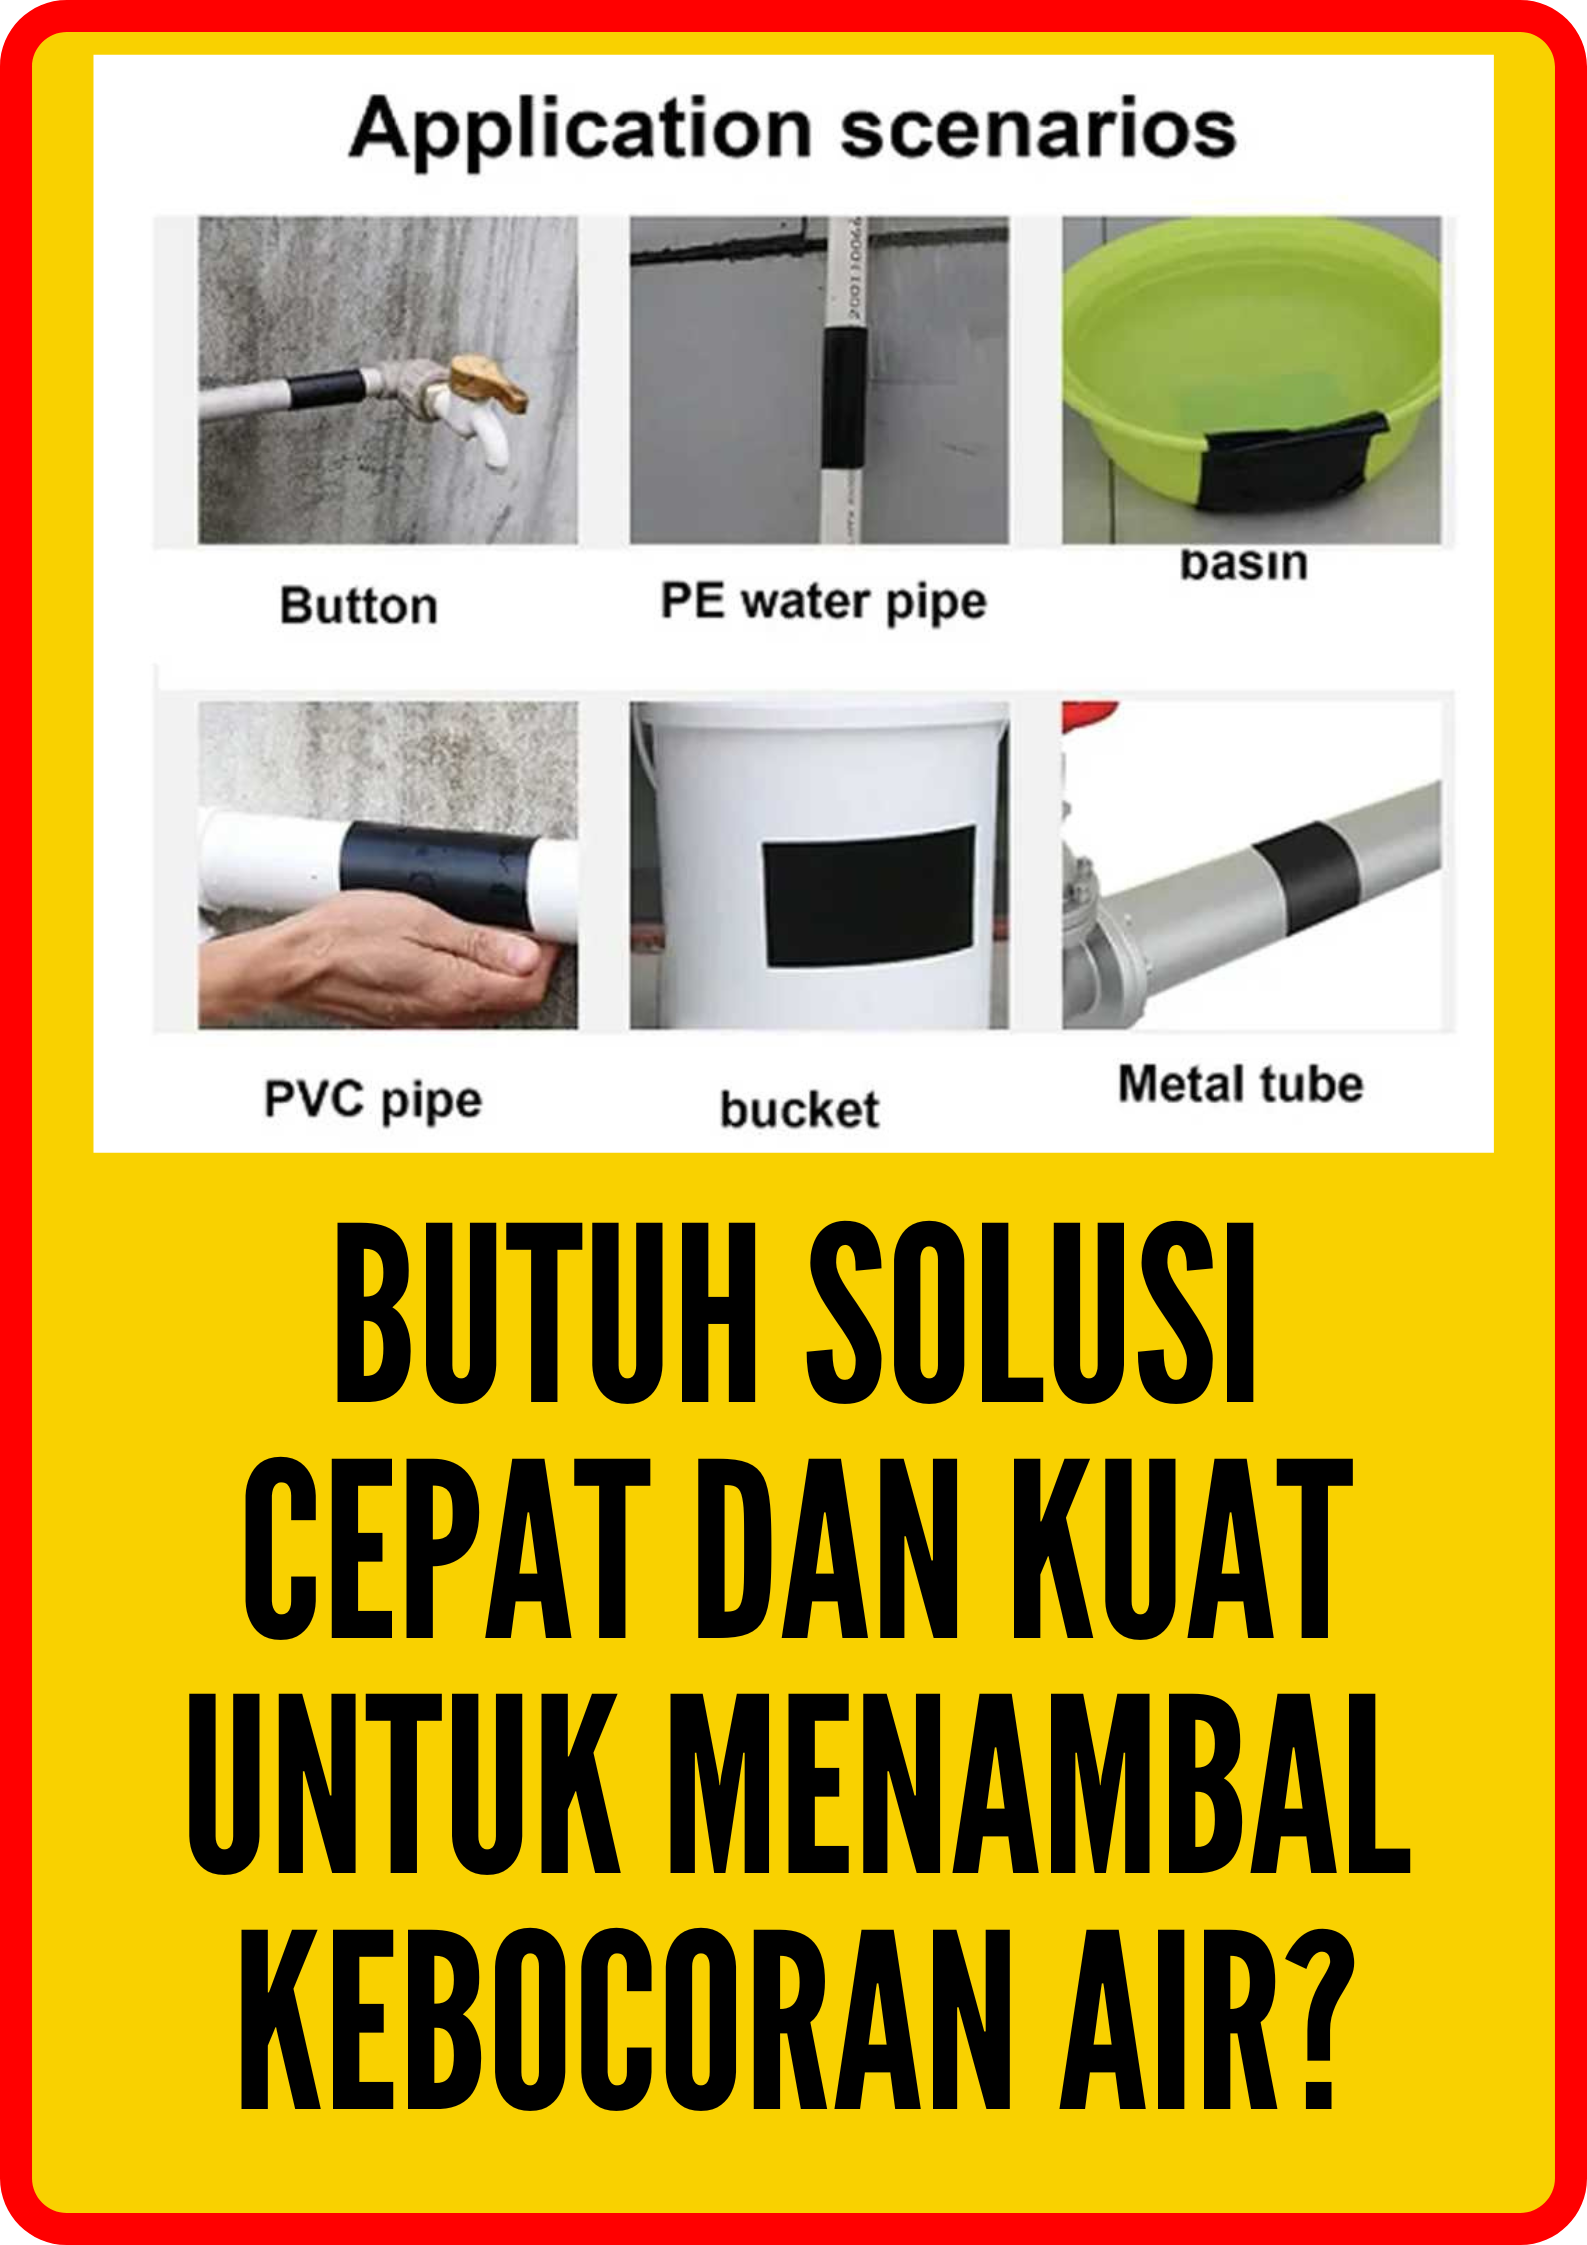 Application scenarios
Button
PE water pipe
basin
PVC pipe
bucket
Metal tube
BUTUH SOLUSI
CEPAT DAN KUAT
UNTUK MENAMBAL
KEBOCORAN AIR?